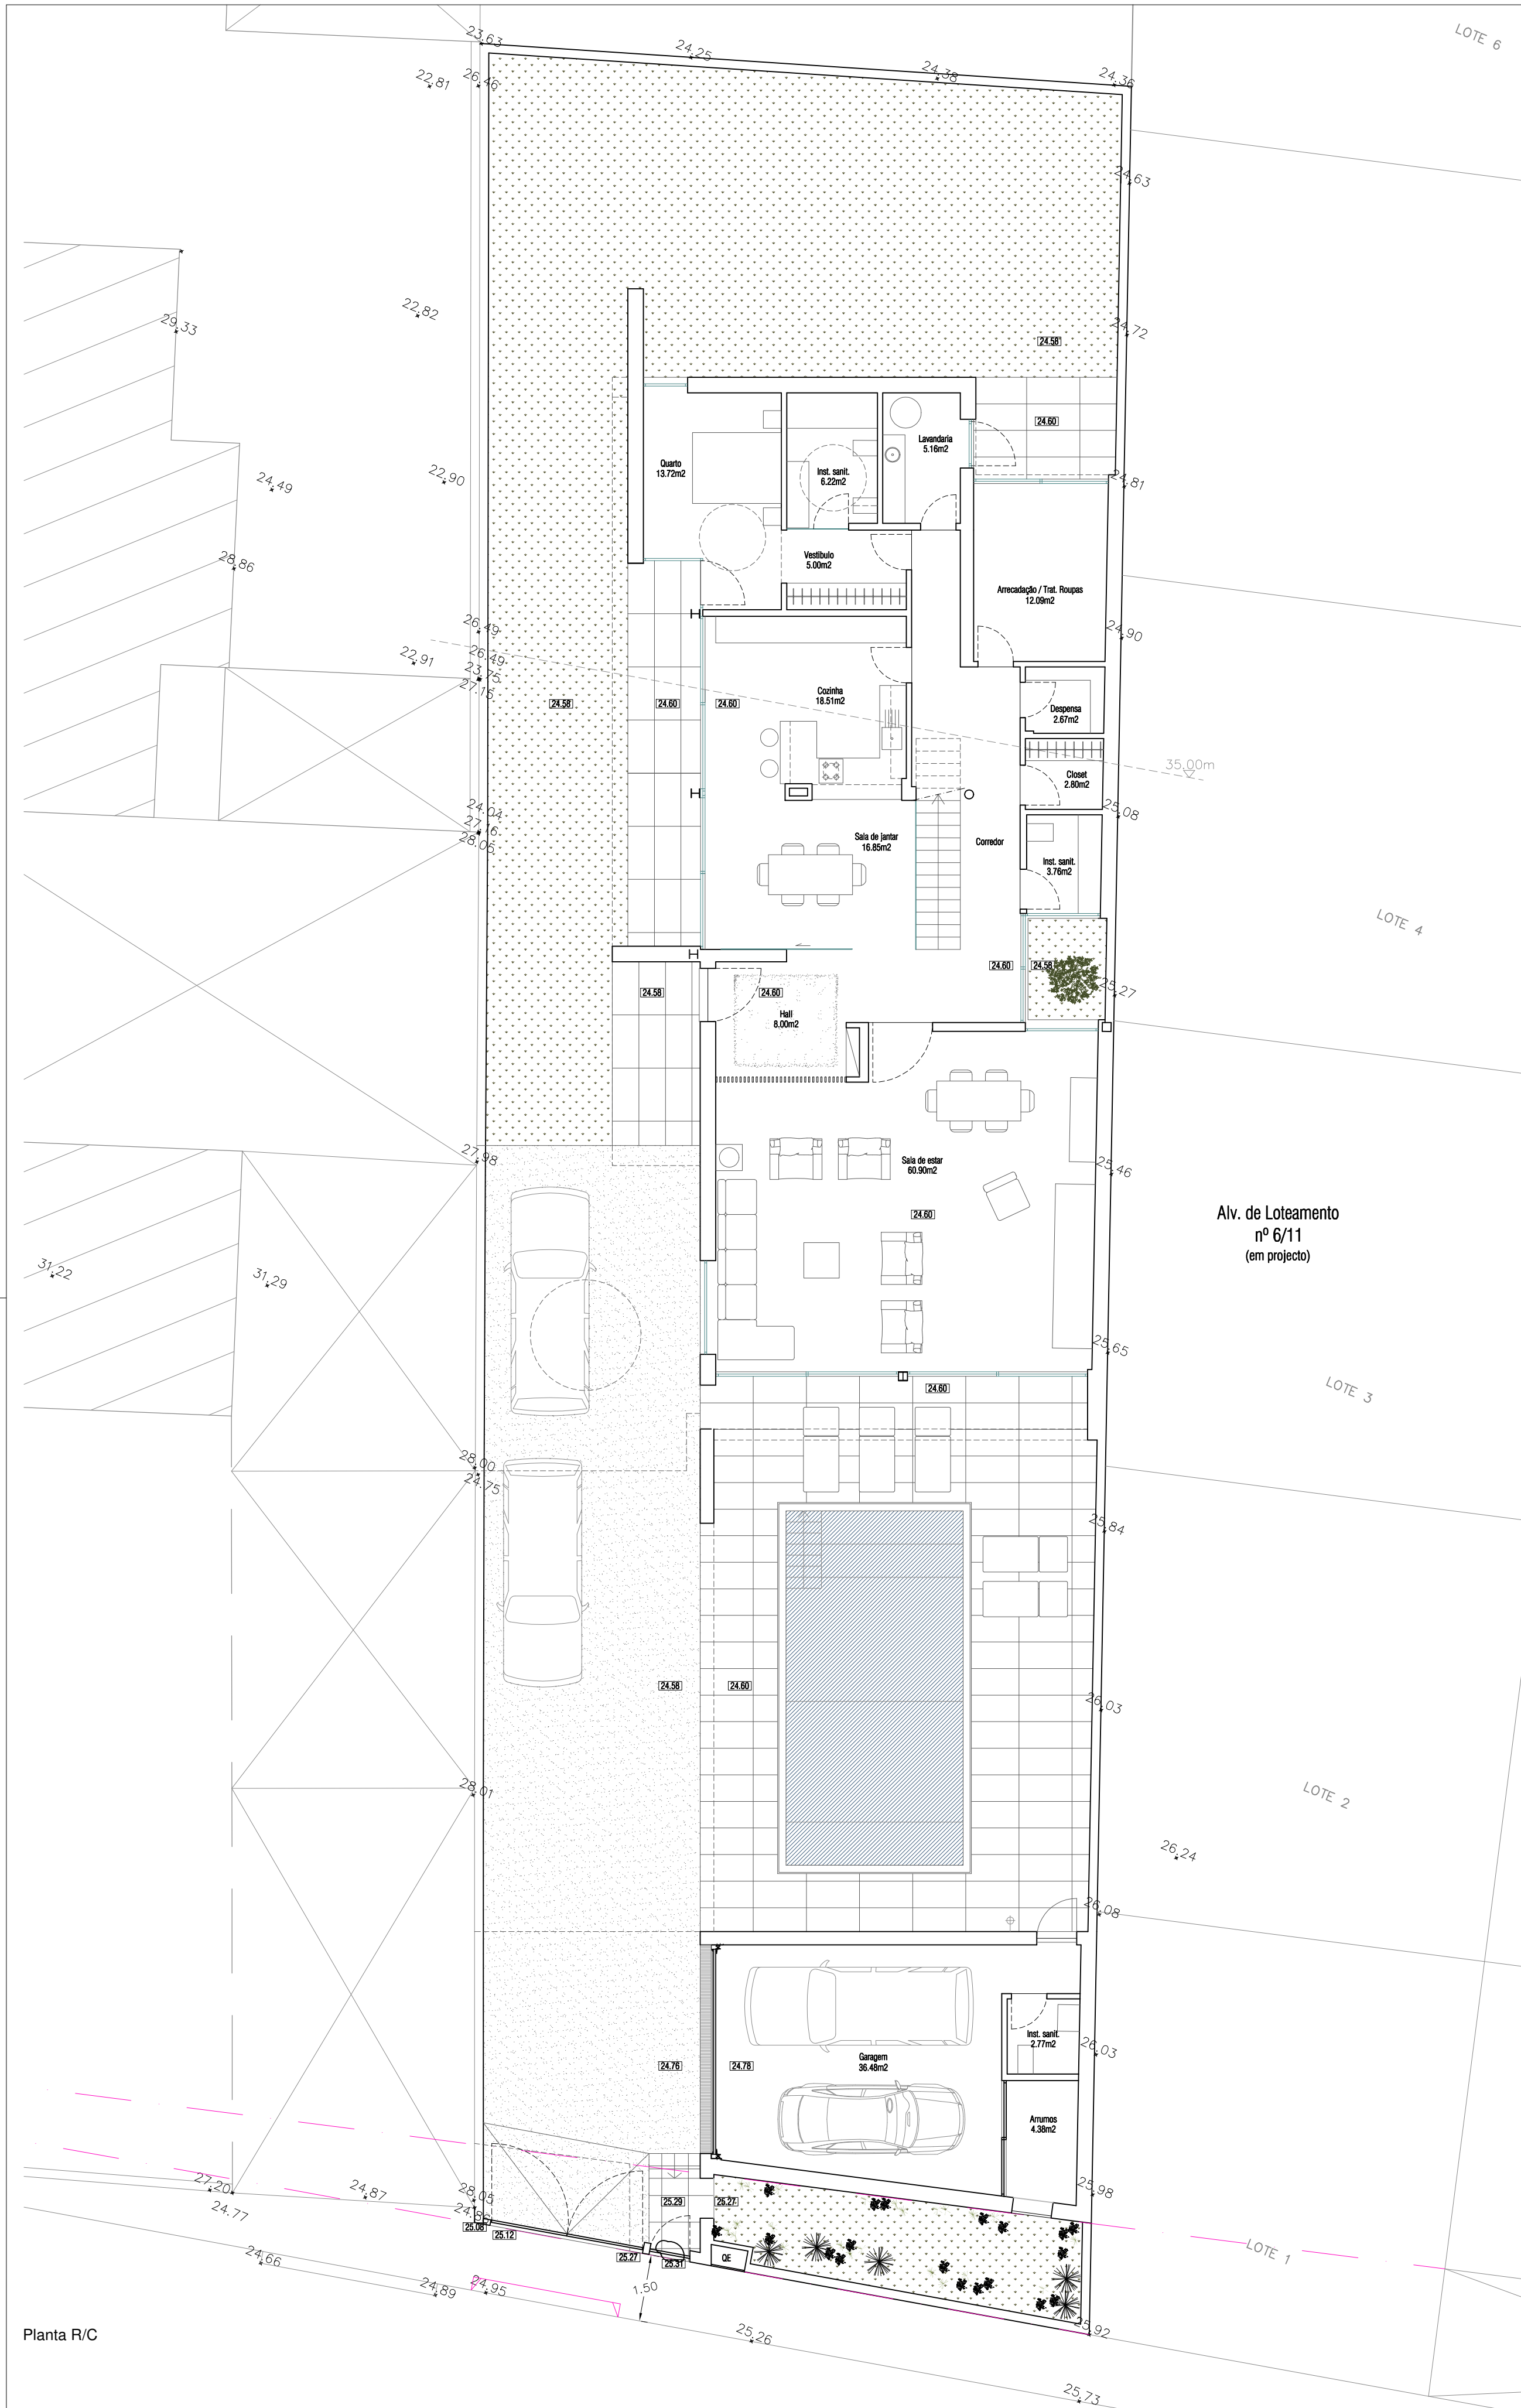 LOTE 6
23.63
24.25
24.38
24.36
22.81
26.46
24.63
22.82
29.33
24.72
24.58
24.60
Lavandaria
5.16m2
Quarto
13.72m2
Inst. sanit.
6.22m2
22.90
24.49
24.81
Vestíbulo
5.00m2
28.86
Arrecadação / Trat. Roupas
12.09m2
26.49
24.90
26.49
22.91
23.75
27.15
Cozinha
18.51m2
24.58
24.60
24.60
Despensa
2.67m2
35.00m
Closet
2.80m2
24.04
27.16
28.05
25.08
Sala de jantar
16.85m2
Corredor
Inst. sanit.
3.76m2
LOTE 4
24.60
24.58
24.58
24.60
25.27
Hall
8.00m2
27.98
Sala de estar
60.90m2
25.46
24.60
Alv. de Loteamento
nº 6/11
(em projecto)
31.22
31.29
25.65
24.60
LOTE 3
28.00
24.75
25.84
24.58
24.60
26.03
28.01
LOTE 2
26.24
26.08
Inst. sanit.
2.77m2
26.03
Garagem
36.48m2
24.76
24.78
Arrumos
4.38m2
27.20
24.87
28.05
25.98
24.77
24.86
25.29
25.27
25.08
25.12
LOTE 1
25.27
25.31
QE
24.66
24.89
24.95
1.50
25.92
Planta R/C
25.26
25.73